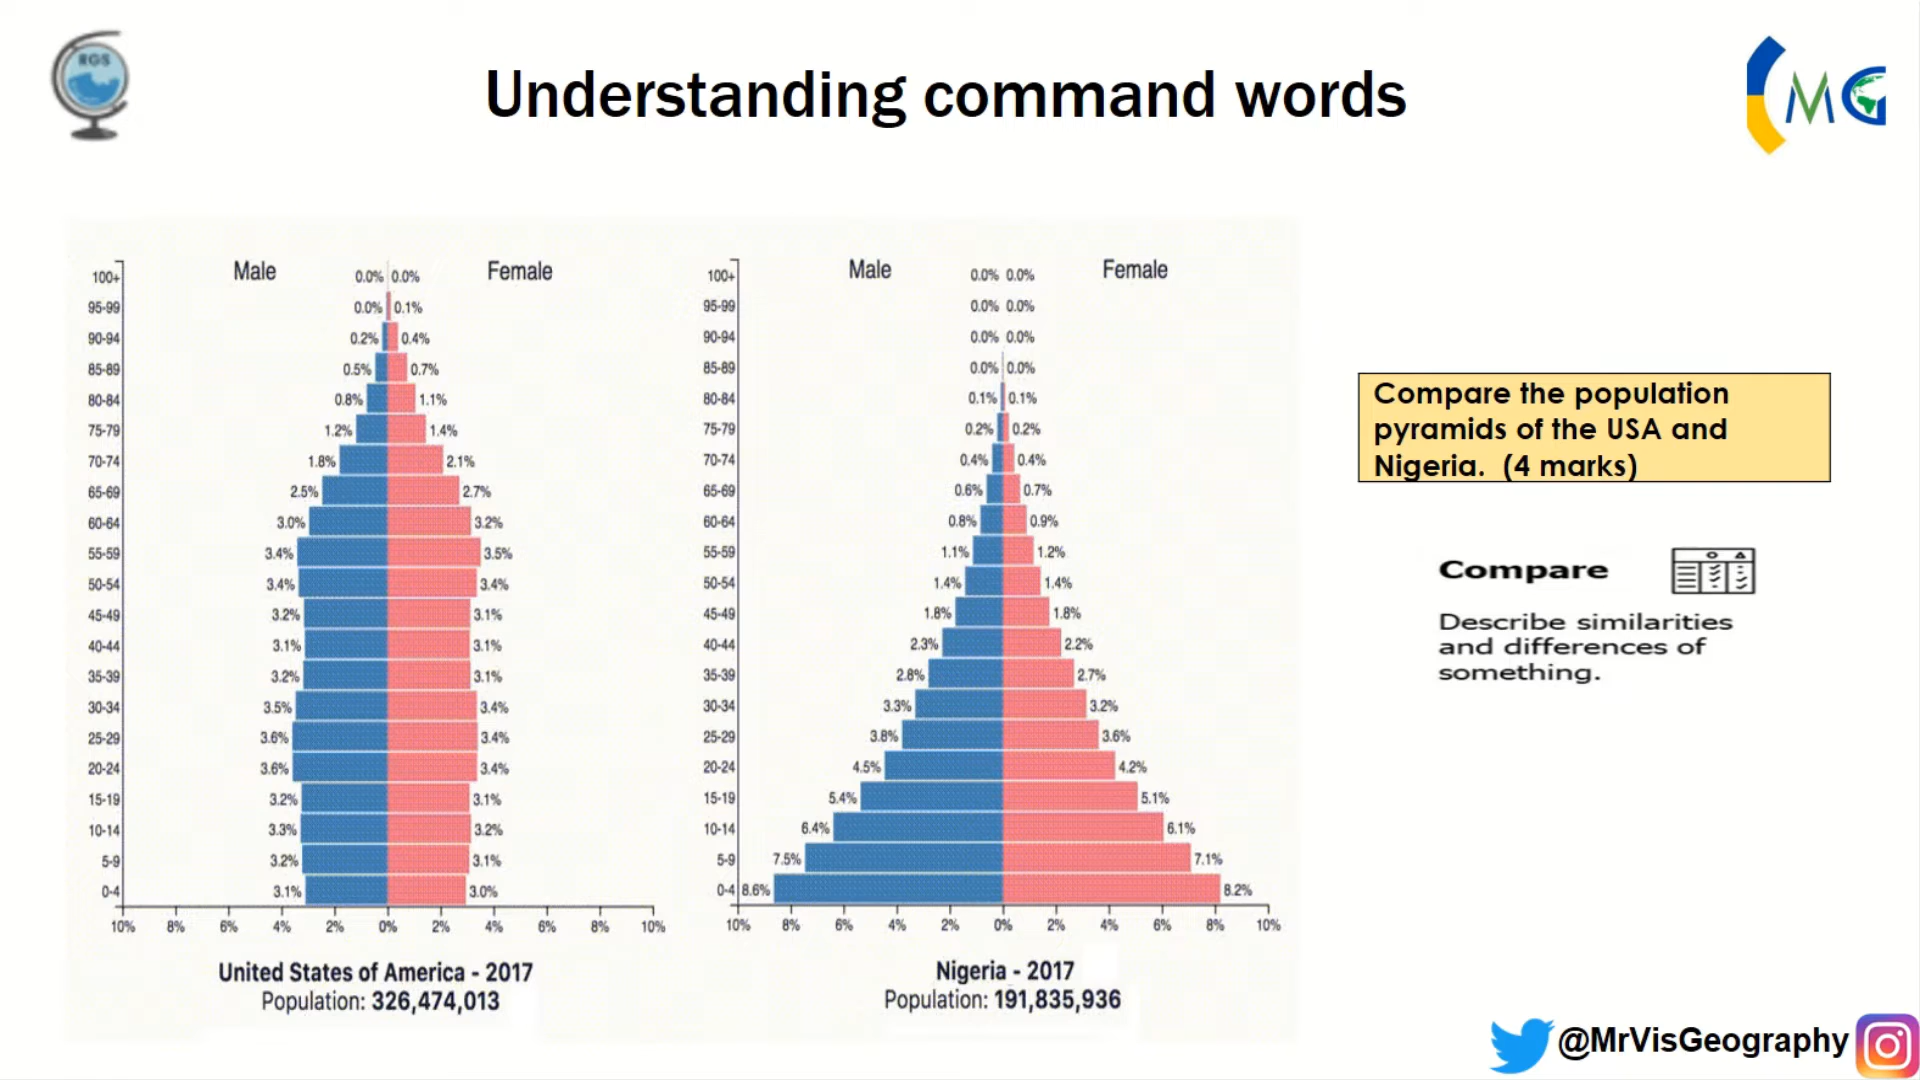 RGS
Understanding command words
MG
Male
Female
100+ 0.0% 0.0%
95-99 0.0% 0.1%
90-94 0.2% 0.4%
85-89 0.5% 0.7%
80-84 0.8% 1.1%
75-79 1.2% 1.4%
70-74 1.8% 2.1%
65-69 2.5% 2.7%
60-64 3.0% 3.2%
55-59 3.4% 3.5%
50-54 3.4% 3.4%
45-49 3.2% 3.1%
40-44 3.1% 3.1%
35-39 3.2% 3.1%
30-34 3.5% 3.4%
25-29 3.6% 3.4%
20-24 3.6% 3.4%
15-19 3.2% 3.1%
10-14 3.3% 3.2%
5-9 3.2% 3.1%
0-4 3.1% 3.0%
10% 8% 6% 4% 2% 0% 2% 4% 6% 8% 10%
United States of America - 2017
Population: 326,474,013
Male
Female
100+ 0.0% 0.0%
95-99 0.0% 0.0%
90-94 0.0% 0.0%
85-89 0.0% 0.0%
80-84 0.1% 0.1%
75-79 0.2% 0.2%
70-74 0.4% 0.4%
65-69 0.6% 0.7%
60-64 0.8% 0.9%
55-59 1.1% 1.2%
50-54 1.4% 1.4%
45-49 1.8% 1.8%
40-44 2.3% 2.2%
35-39 2.8% 2.7%
30-34 3.3% 3.2%
25-29 3.8% 3.6%
20-24 4.5% 4.2%
15-19 5.4% 5.1%
10-14 6.4% 6.1%
5-9 7.5% 7.1%
0-4 8.6% 8.2%
10% 8% 6% 4% 2% 0% 2% 4% 6% 8% 10%
Nigeria - 2017
Population: 191,835,936
Compare the population
pyramids of the USA and
Nigeria. (4 marks)
Compare
Describe similarities
and differences of
something.
@MrVisGeography